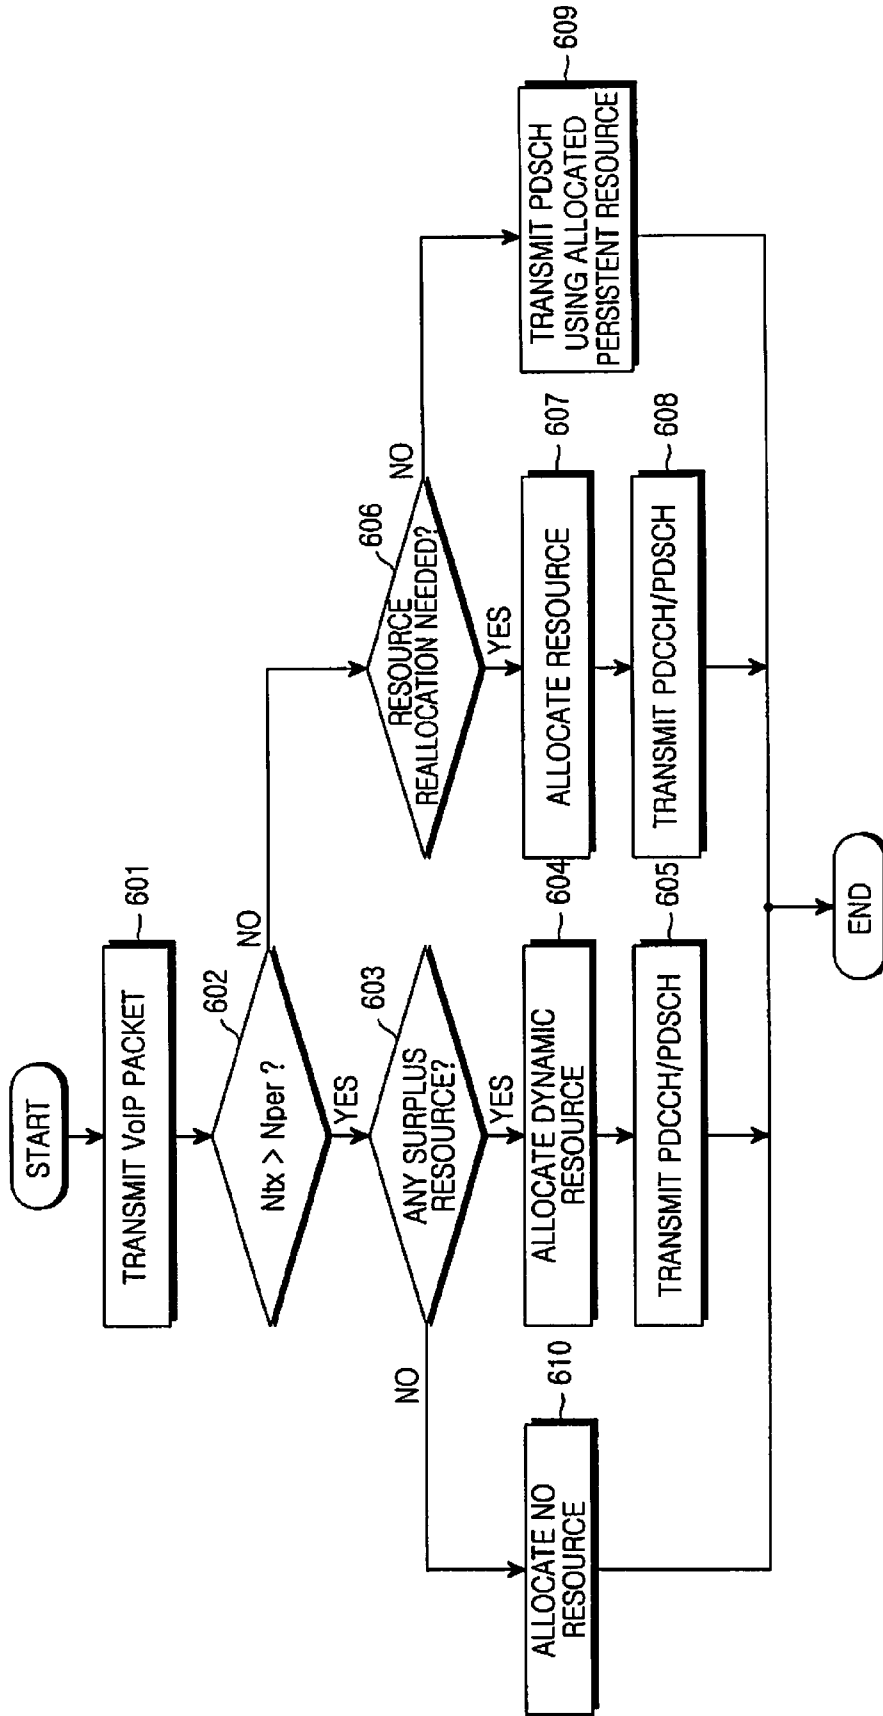 START
TRANSMIT VoIP PACKET
601
Ntx > Nper ?
602
NO
YES
ANY SURPLUS
RESOURCE?
603
NO
YES
ALLOCATE DYNAMIC
RESOURCE
604
TRANSMIT PDCCH/PDSCH
605
RESOURCE
REALLOCATION NEEDED?
606
NO
YES
ALLOCATE RESOURCE
607
TRANSMIT PDCCH/PDSCH
608
TRANSMIT PDSCH
USING ALLOCATED
PERSISTENT RESOURCE
609
ALLOCATE NO
RESOURCE
610
END